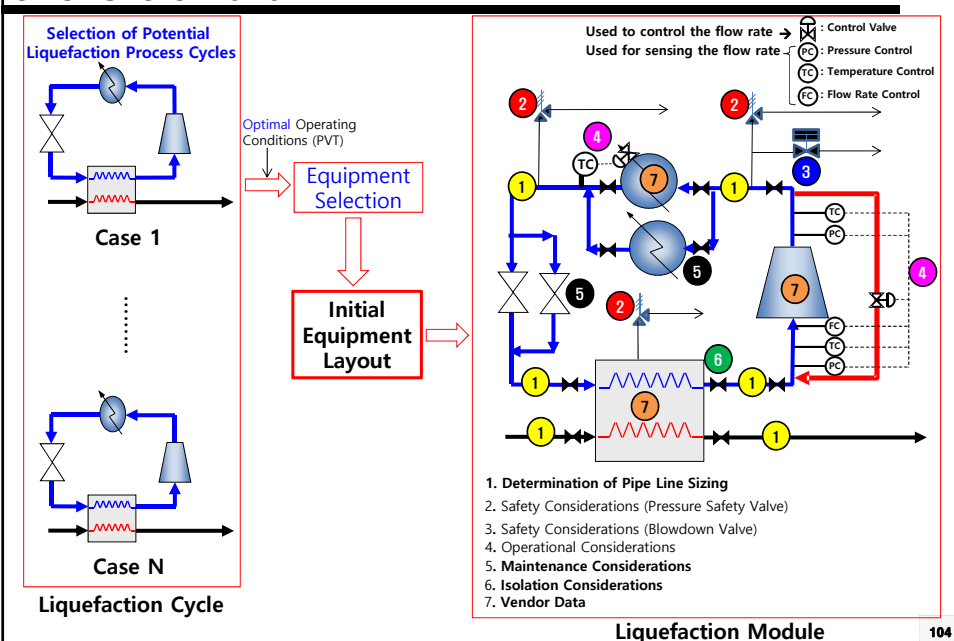 Selection of Potential
Liquefaction Process Cycles
Case 1
Case N
Liquefaction Cycle
Optimal Operating
Conditions (PVT)
Equipment
Selection
Initial
Equipment
Layout
Used to control the flow rate → : Control Valve
Used for sensing the flow rate PC : Pressure Control
TC : Temperature Control
FC : Flow Rate Control
2
2
4
3
TC
1
7
1
TC
PC
5
4
5
7
2
FC
6
TC
1
1
PC
7
1
1
1. Determination of Pipe Line Sizing
2. Safety Considerations (Pressure Safety Valve)
3. Safety Considerations (Blowdown Valve)
4. Operational Considerations
5. Maintenance Considerations
6. Isolation Considerations
7. Vendor Data
Liquefaction Module
104